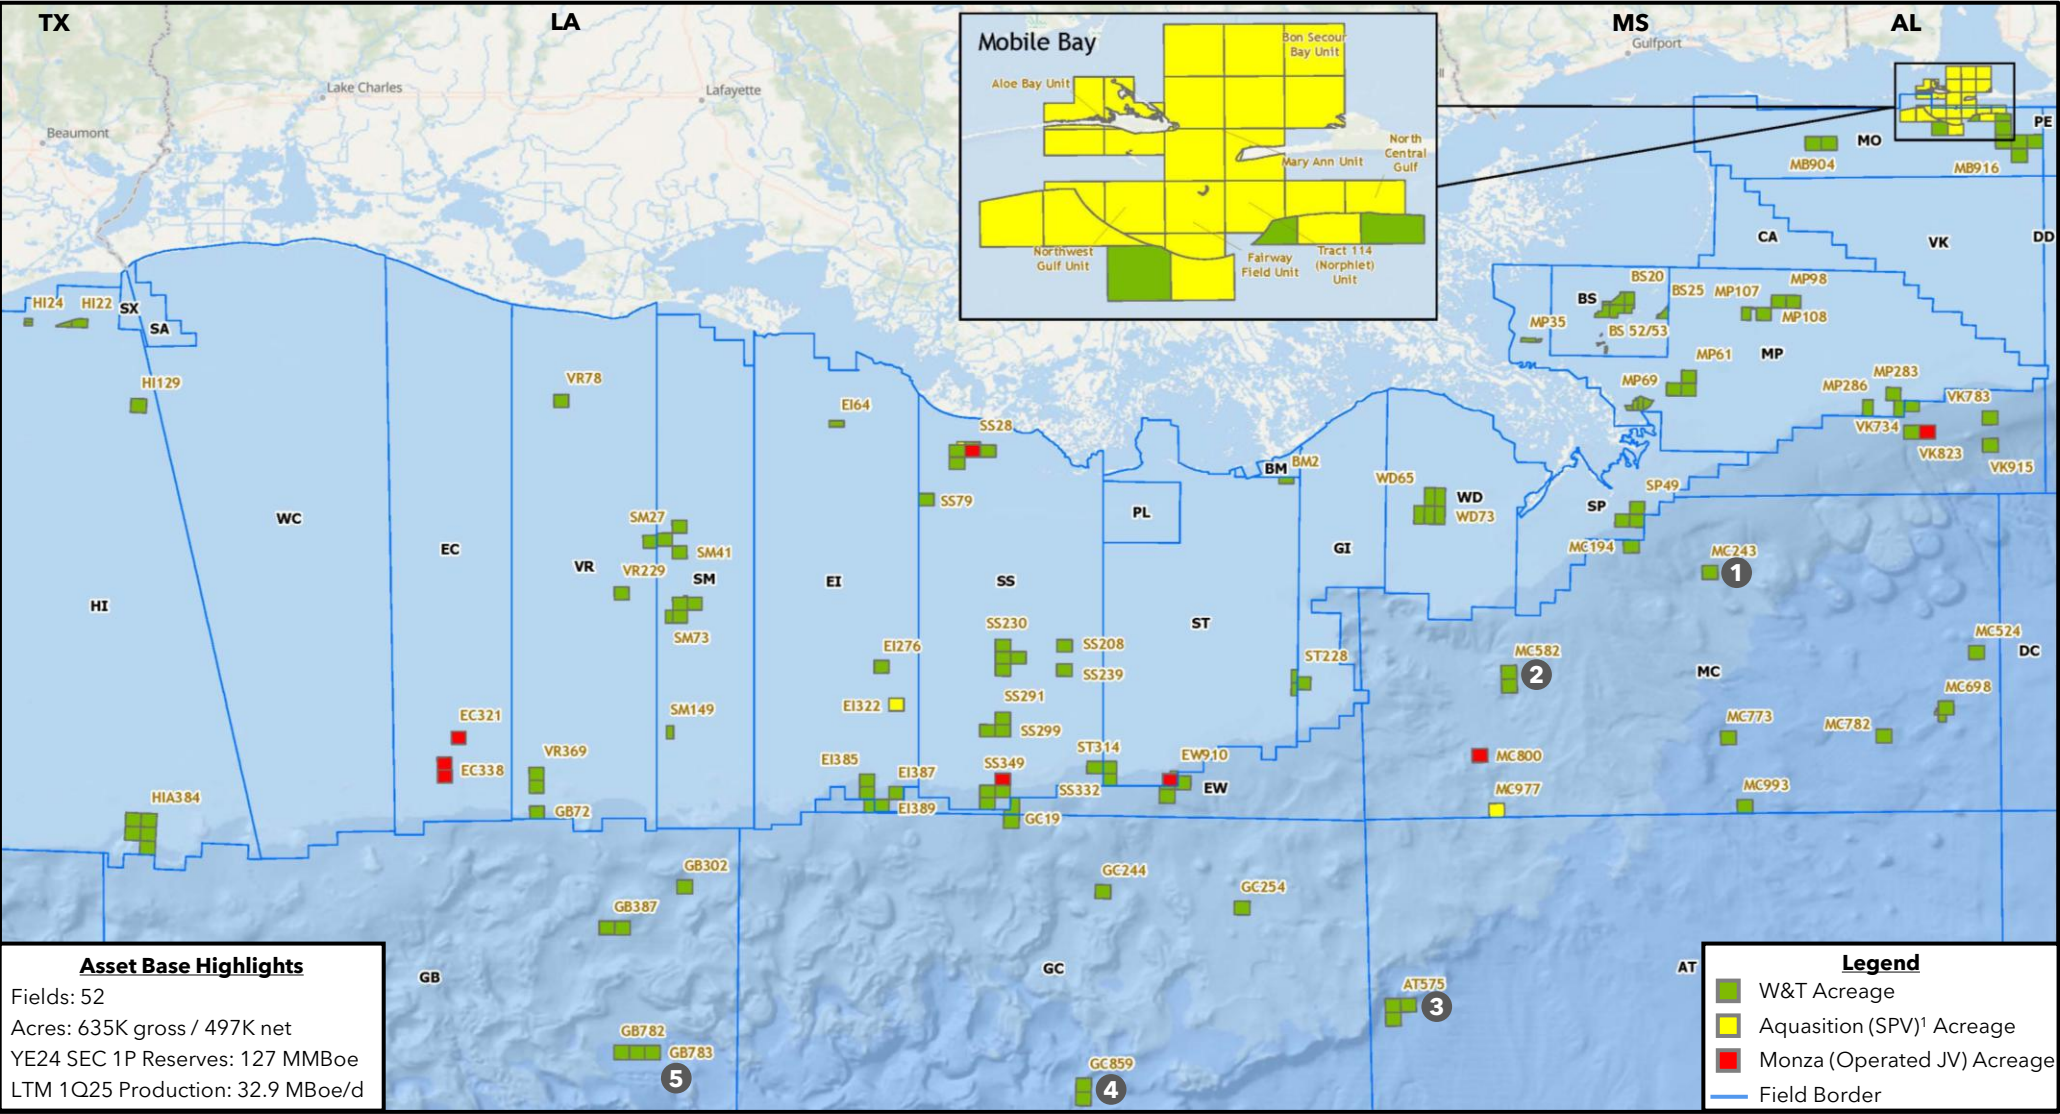 TX
LA
MS
AL
Gulfport
Lake Charles
Lafayette
Beaumont
Mobile Bay
Bon Secour
Bay Unit
Aloe Bay Unit
Mary Ann Unit
North
Central
Gulf
Northwest
Gulf Unit
Fairway
Field Unit
Tract 114
(Norphlet)
Unit
PE
MO
MB904
MB916
CA
VK
DD
HI24
HI22
SX
SA
BS20
BS
BS25
MP107
MP98
MP108
MP35
BS 52/53
MP61
MP
MP69
MP286
MP283
VK783
VK734
VK823
VK915
HI129
VR78
EI64
SS28
SS79
BM
BM2
WD65
WD
WD73
SP49
SP
MC194
MC243
1
WC
EC
VR
SM27
SM41
VR229
SM
SM73
EI
SS
PL
GI
ST
HI
SS230
SS208
SS239
EI276
ST228
MC582
2
MC
MC524
DC
MC698
EI322
SS291
SS299
SM149
EC321
EC338
VR369
GB72
HIA384
EI385
EI387
EI389
SS349
ST314
SS332
GC19
EW910
EW
MC773
MC782
MC800
MC977
MC993
GB302
GB387
GC244
GC254
GB
GC
AT
AT575
3
GB782
GB783
5
GC859
4
Asset Base Highlights
Fields: 52
Acres: 635K gross / 497K net
YE24 SEC 1P Reserves: 127 MMBoe
LTM 1Q25 Production: 32.9 MBoe/d
Legend
W&T Acreage
Aquasition (SPV)¹ Acreage
Monza (Operated JV) Acreage
Field Border